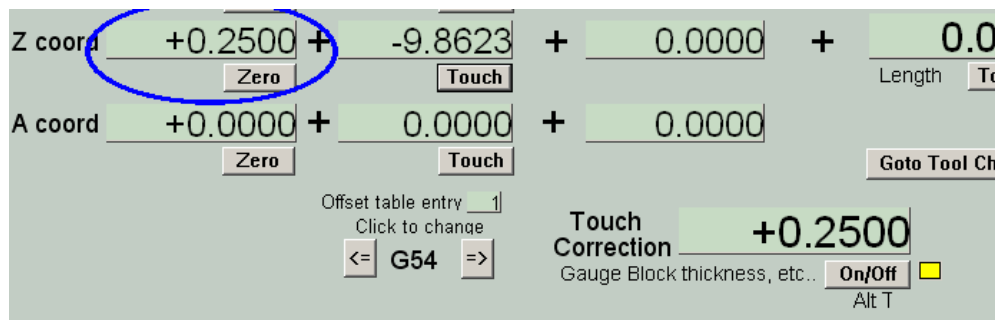 Z coord +0.2500 + -9.8623 + 0.0000 + 0.0
Zero Touch Length To
A coord +0.0000 + 0.0000 + 0.0000
Zero Touch Goto Tool Ch
Offset table entry 1
Click to change
<= G54 =>
Touch
Correction +0.2500
Gauge Block thickness, etc.. On/Off
Alt T